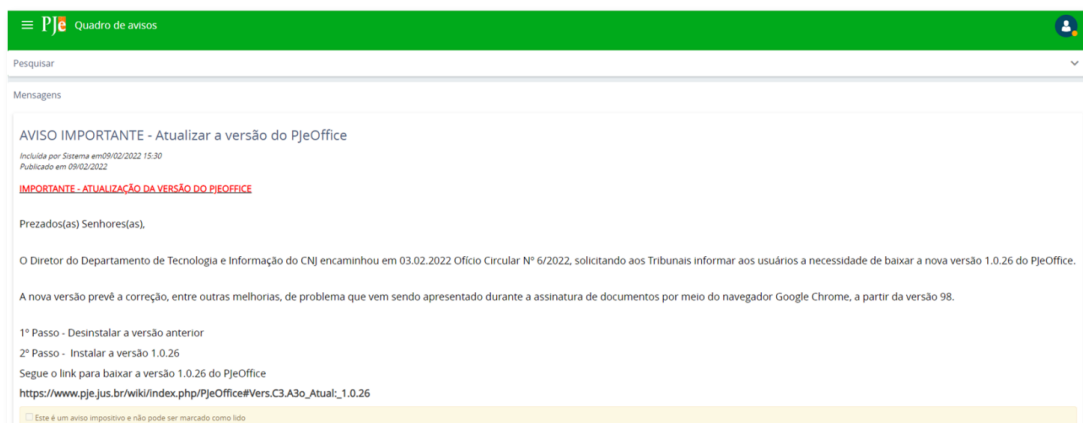 PJe Quadro de avisos
Pesquisar
Mensagens
AVISO IMPORTANTE - Atualizar a versão do PJeOffice
Incluída por Sistema em09/02/2022 15:30
Publicado em 09/02/2022
IMPORTANTE - ATUALIZAÇÃO DA VERSÃO DO PJEOFFICE
Prezados(as) Senhores(as),
O Diretor do Departamento de Tecnologia e Informação do CNJ encaminhou em 03.02.2022 Ofício Circular Nº 6/2022, solicitando aos Tribunais informar aos usuários a necessidade de baixar a nova versão 1.0.26 do PJeOffice.
A nova versão prevê a correção, entre outras melhorias, de problema que vem sendo apresentado durante a assinatura de documentos por meio do navegador Google Chrome, a partir da versão 98.
1º Passo - Desinstalar a versão anterior
2º Passo - Instalar a versão 1.0.26
Segue o link para baixar a versão 1.0.26 do PJeOffice
https://www.pje.jus.br/wiki/index.php/PJeOffice#Vers.C3.A3o_Atual:_1.0.26
Este é um aviso impositivo e não pode ser marcado como lido